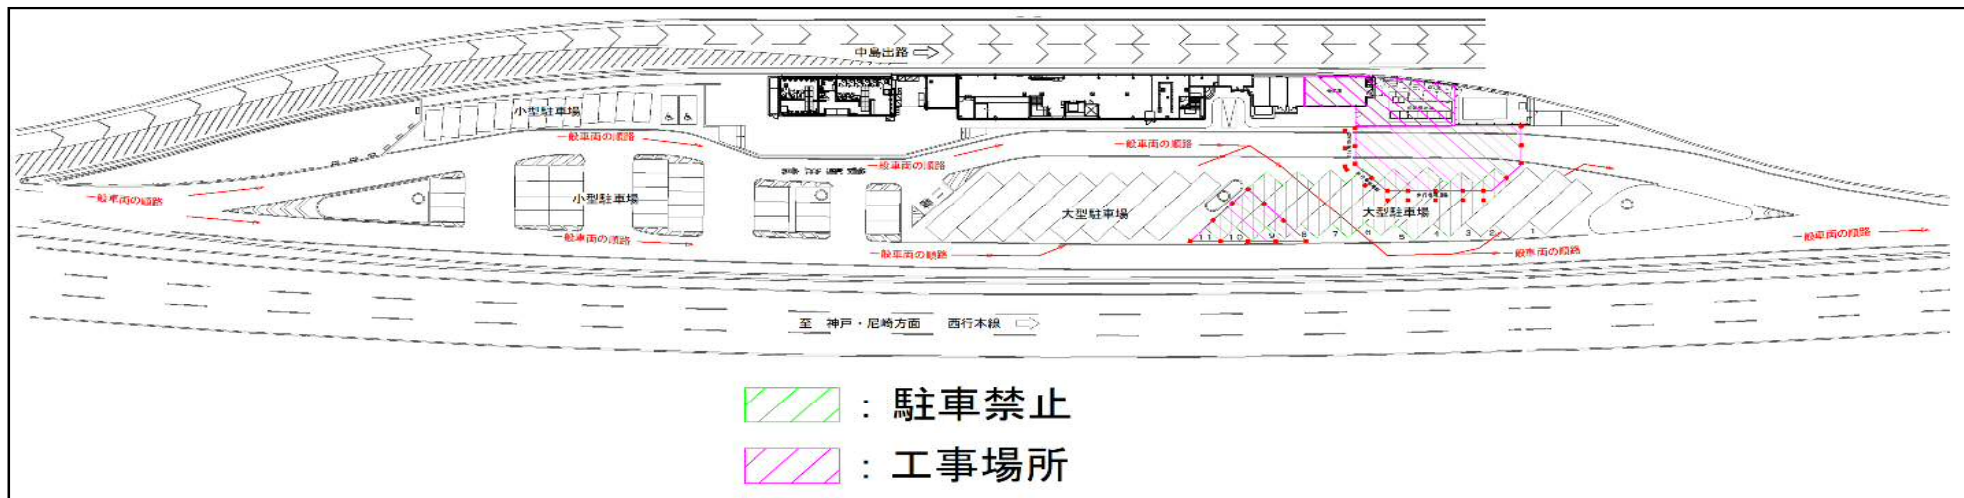 中島出路
小型駐車場
一般車両の順路
一般車両の順路
一般車両の順路
一般車両の順路
小型駐車場
大型駐車場
大型駐車場
一般車両の順路
11 10 9 8 7 6 5 4 3 2 1
一般車両の順路
一般車両の順路
一般車両の順路
至 神戸・尼崎方面 西行本線
：駐車禁止
：工事場所